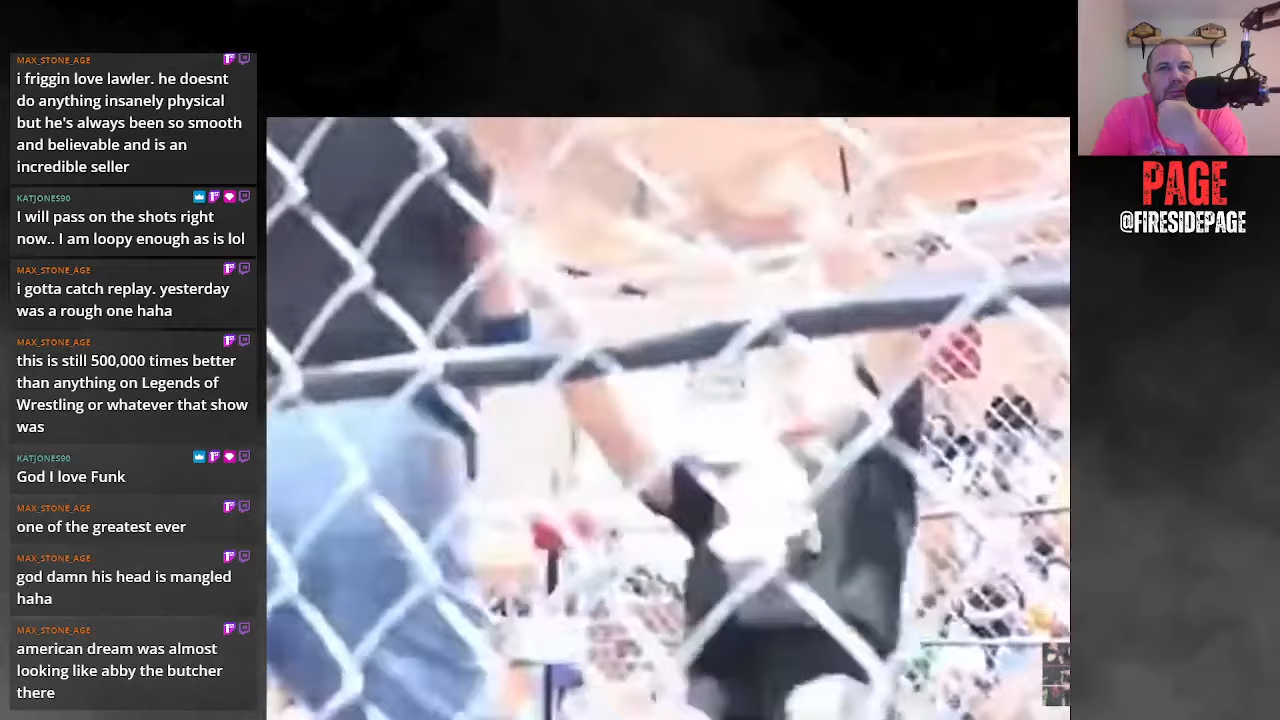 MAX_STONE_AGE
i friggin love lawler. he doesnt
do anything insanely physical
but he's always been so smooth
and believable and is an
incredible seller
KATJONES90
I will pass on the shots right
now.. I am loopy enough as is lol
MAX_STONE_AGE
i gotta catch replay. yesterday
was a rough one haha
MAX_STONE_AGE
this is still 500,000 times better
than anything on Legends of
Wrestling or whatever that show
was
KATJONES90
God I love Funk
MAX_STONE_AGE
one of the greatest ever
MAX_STONE_AGE
god damn his head is mangled
haha
MAX_STONE_AGE
american dream was almost
looking like abby the butcher
there
PAGE
@FIRESIDEPAGE